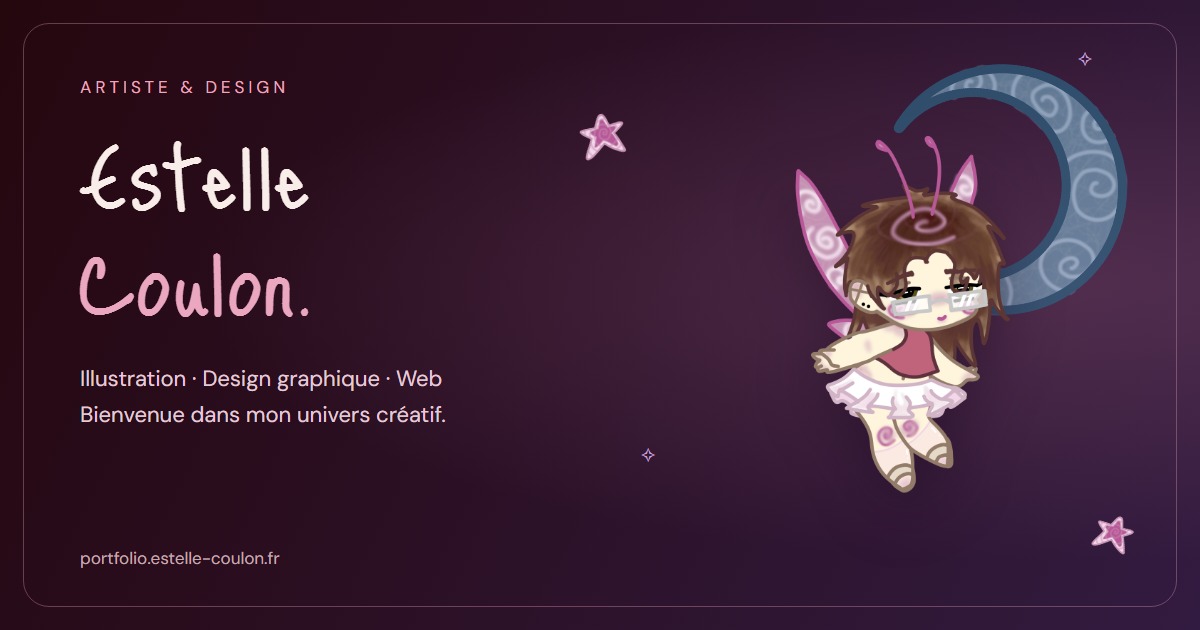 ARTISTE & DESIGN
Estelle
Coulon.
Illustration · Design graphique · Web
Bienvenue dans mon univers créatif.
portfolio.estelle-coulon.fr